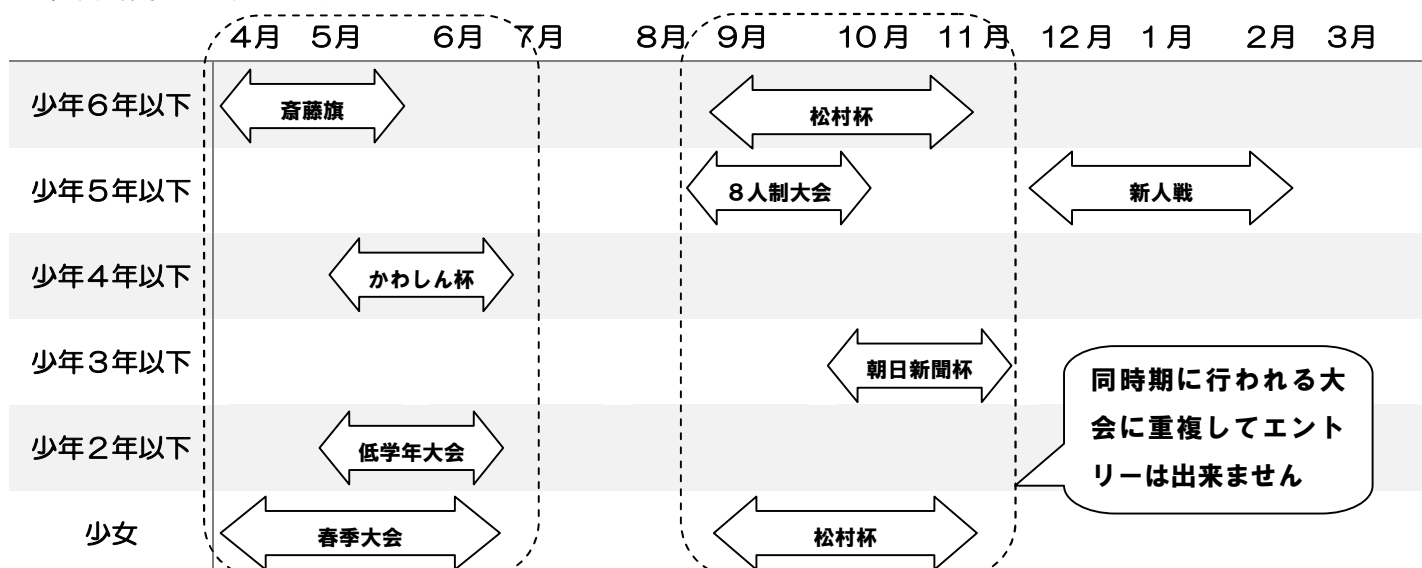 4月 5月 6月 7月 8月 9月 10月 11月 12月 1月 2月 3月
少年6年以下 斎藤旗 松村杯
少年5年以下 8人制大会 新人戦
少年4年以下 かわしん杯
少年3年以下 朝日新聞杯
同時期に行われる大
会に重複してエント
リーは出来ません
少年2年以下 低学年大会
少女 春季大会 松村杯